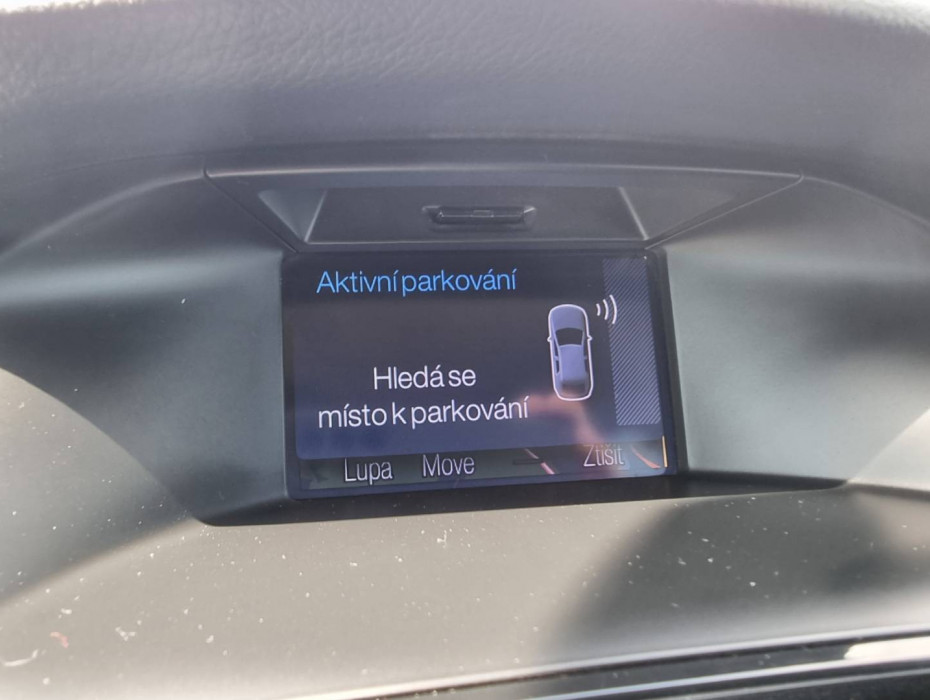 Aktivní parkování
Hledá se
místo k parkování
Lupa Move Ztišit